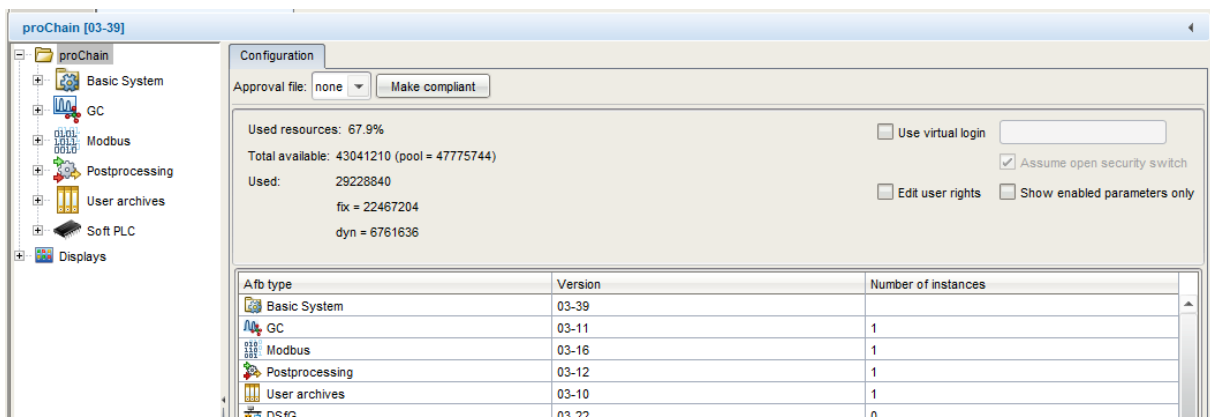 proChain [03-39]
proChain
Basic System
GC
Modbus
Postprocessing
User archives
Soft PLC
Displays
Configuration
Approval file: none Make compliant
Used resources: 67.9%
Total available: 43041210 (pool = 47775744)
Used: 29228840
fix = 22467204
dyn = 6761636
Use virtual login
Assume open security switch
Edit user rights Show enabled parameters only
Afb type Version Number of instances
Basic System 03-39
GC 03-11 1
Modbus 03-16 1
Postprocessing 03-12 1
User archives 03-10 1
DSfG 03-22 0